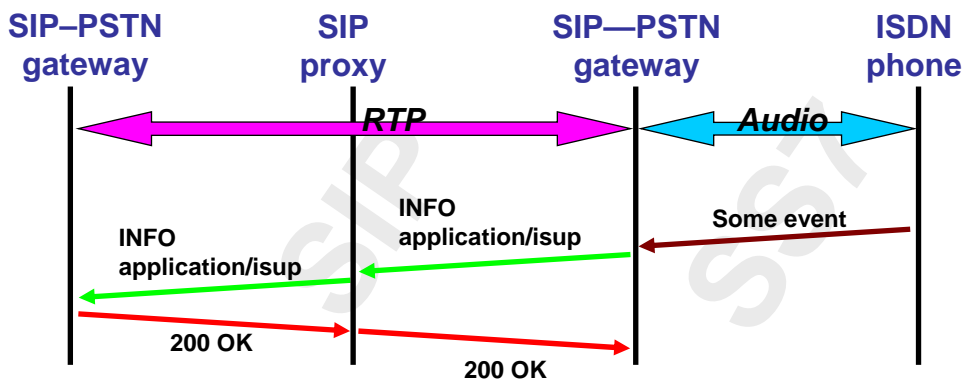 SIP–PSTN
gateway
SIP
proxy
SIP—PSTN
gateway
ISDN
phone
RTP
Audio
SIP
SS7
INFO
application/isup
Some event
INFO
application/isup
200 OK
200 OK